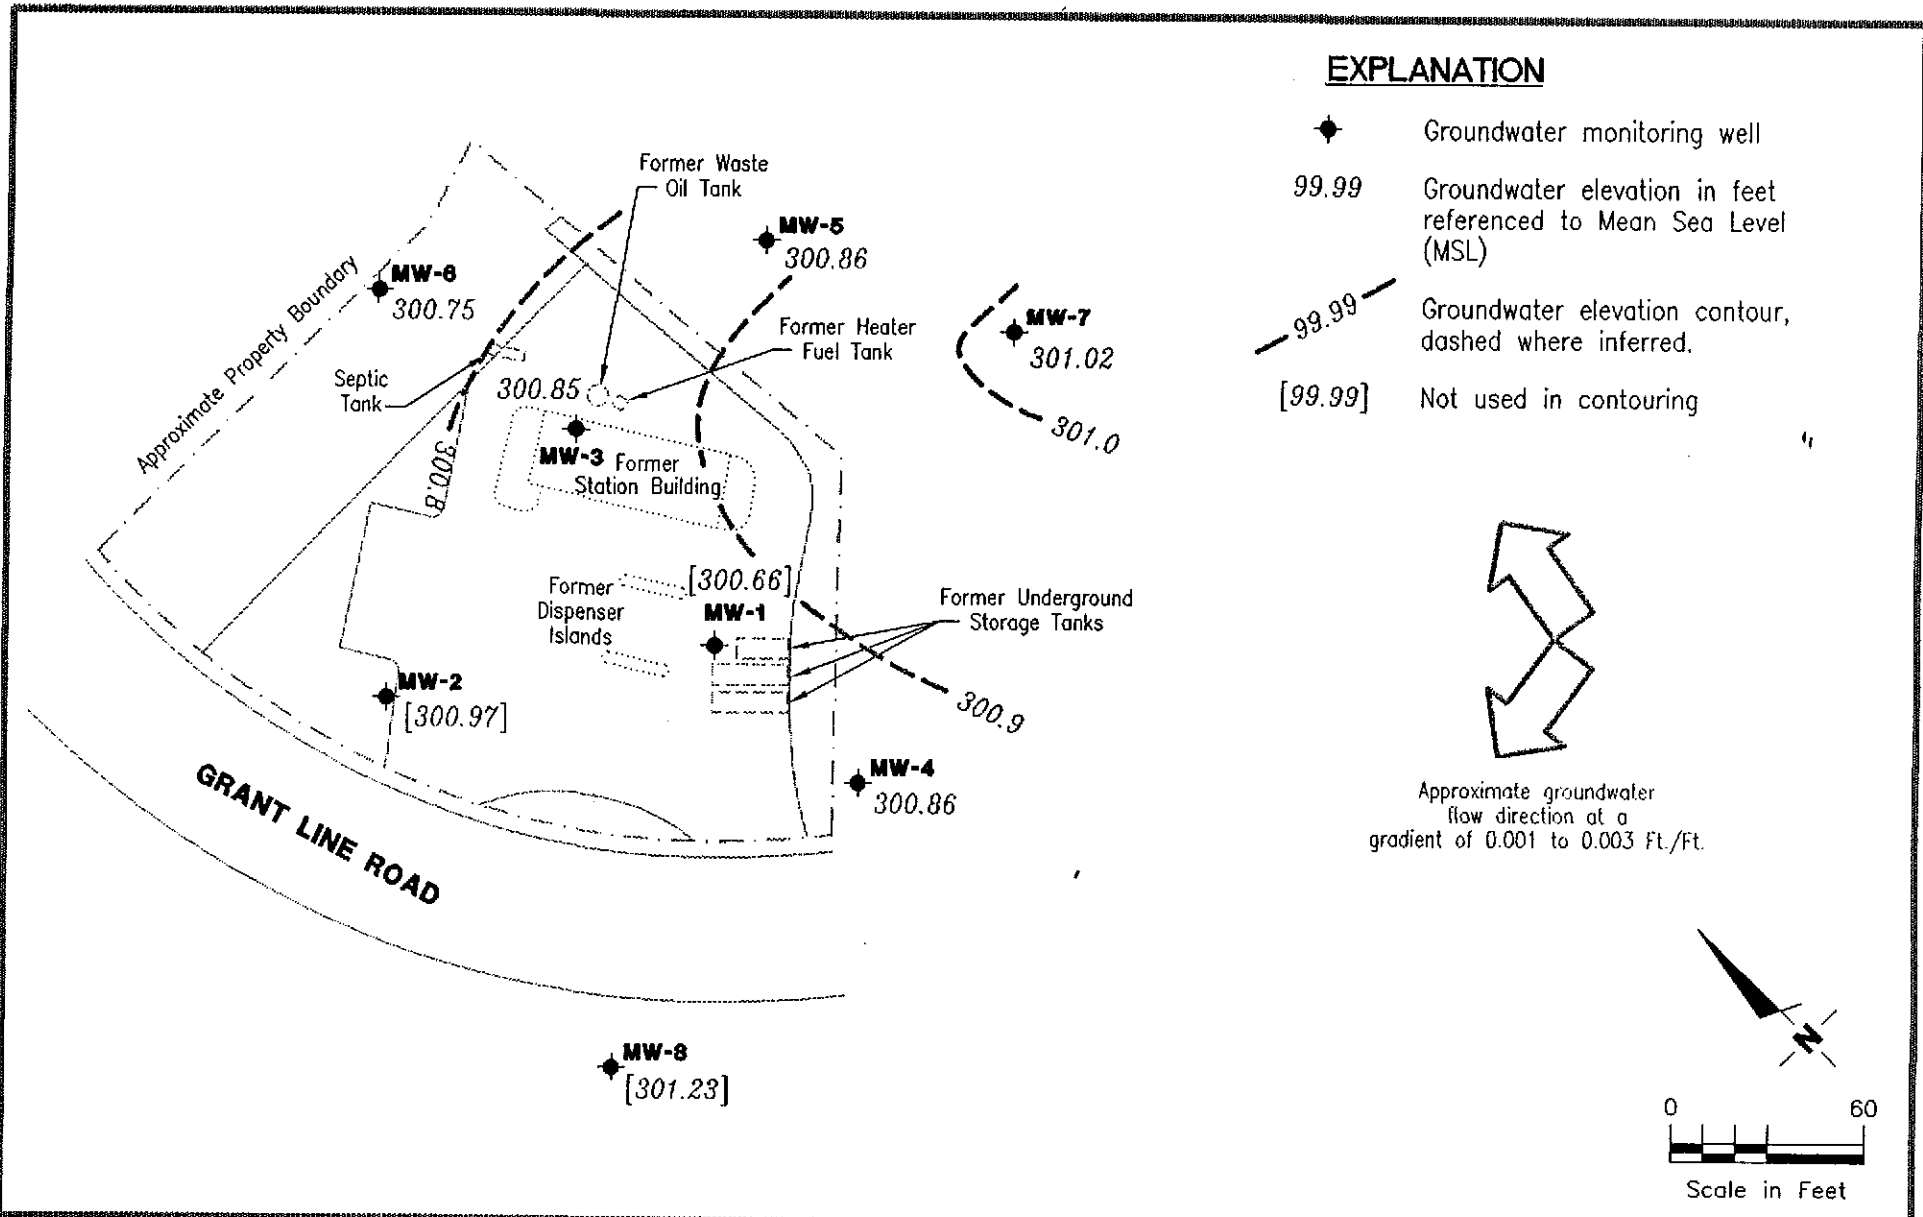 EXPLANATION
Groundwater monitoring well
99.99 Groundwater elevation in feet
referenced to Mean Sea Level
(MSL)
99.99 Groundwater elevation contour,
dashed where inferred.
[99.99] Not used in contouring
Former Waste
Oil Tank
MW-5
300.86
MW-6
300.75
Approximate Property Boundary
Former Heater
Fuel Tank
MW-7
301.02
301.0
Septic
Tank
300.85
MW-3
300.8
Former
Station Building
[300.66]
MW-1
Former
Dispenser
Islands
Former Underground
Storage Tanks
300.9
MW-2
[300.97]
MW-4
300.86
GRANT LINE ROAD
MW-8
[301.23]
Approximate groundwater
flow direction at a
gradient of 0.001 to 0.003 Ft./Ft.
N
0 60
Scale in Feet